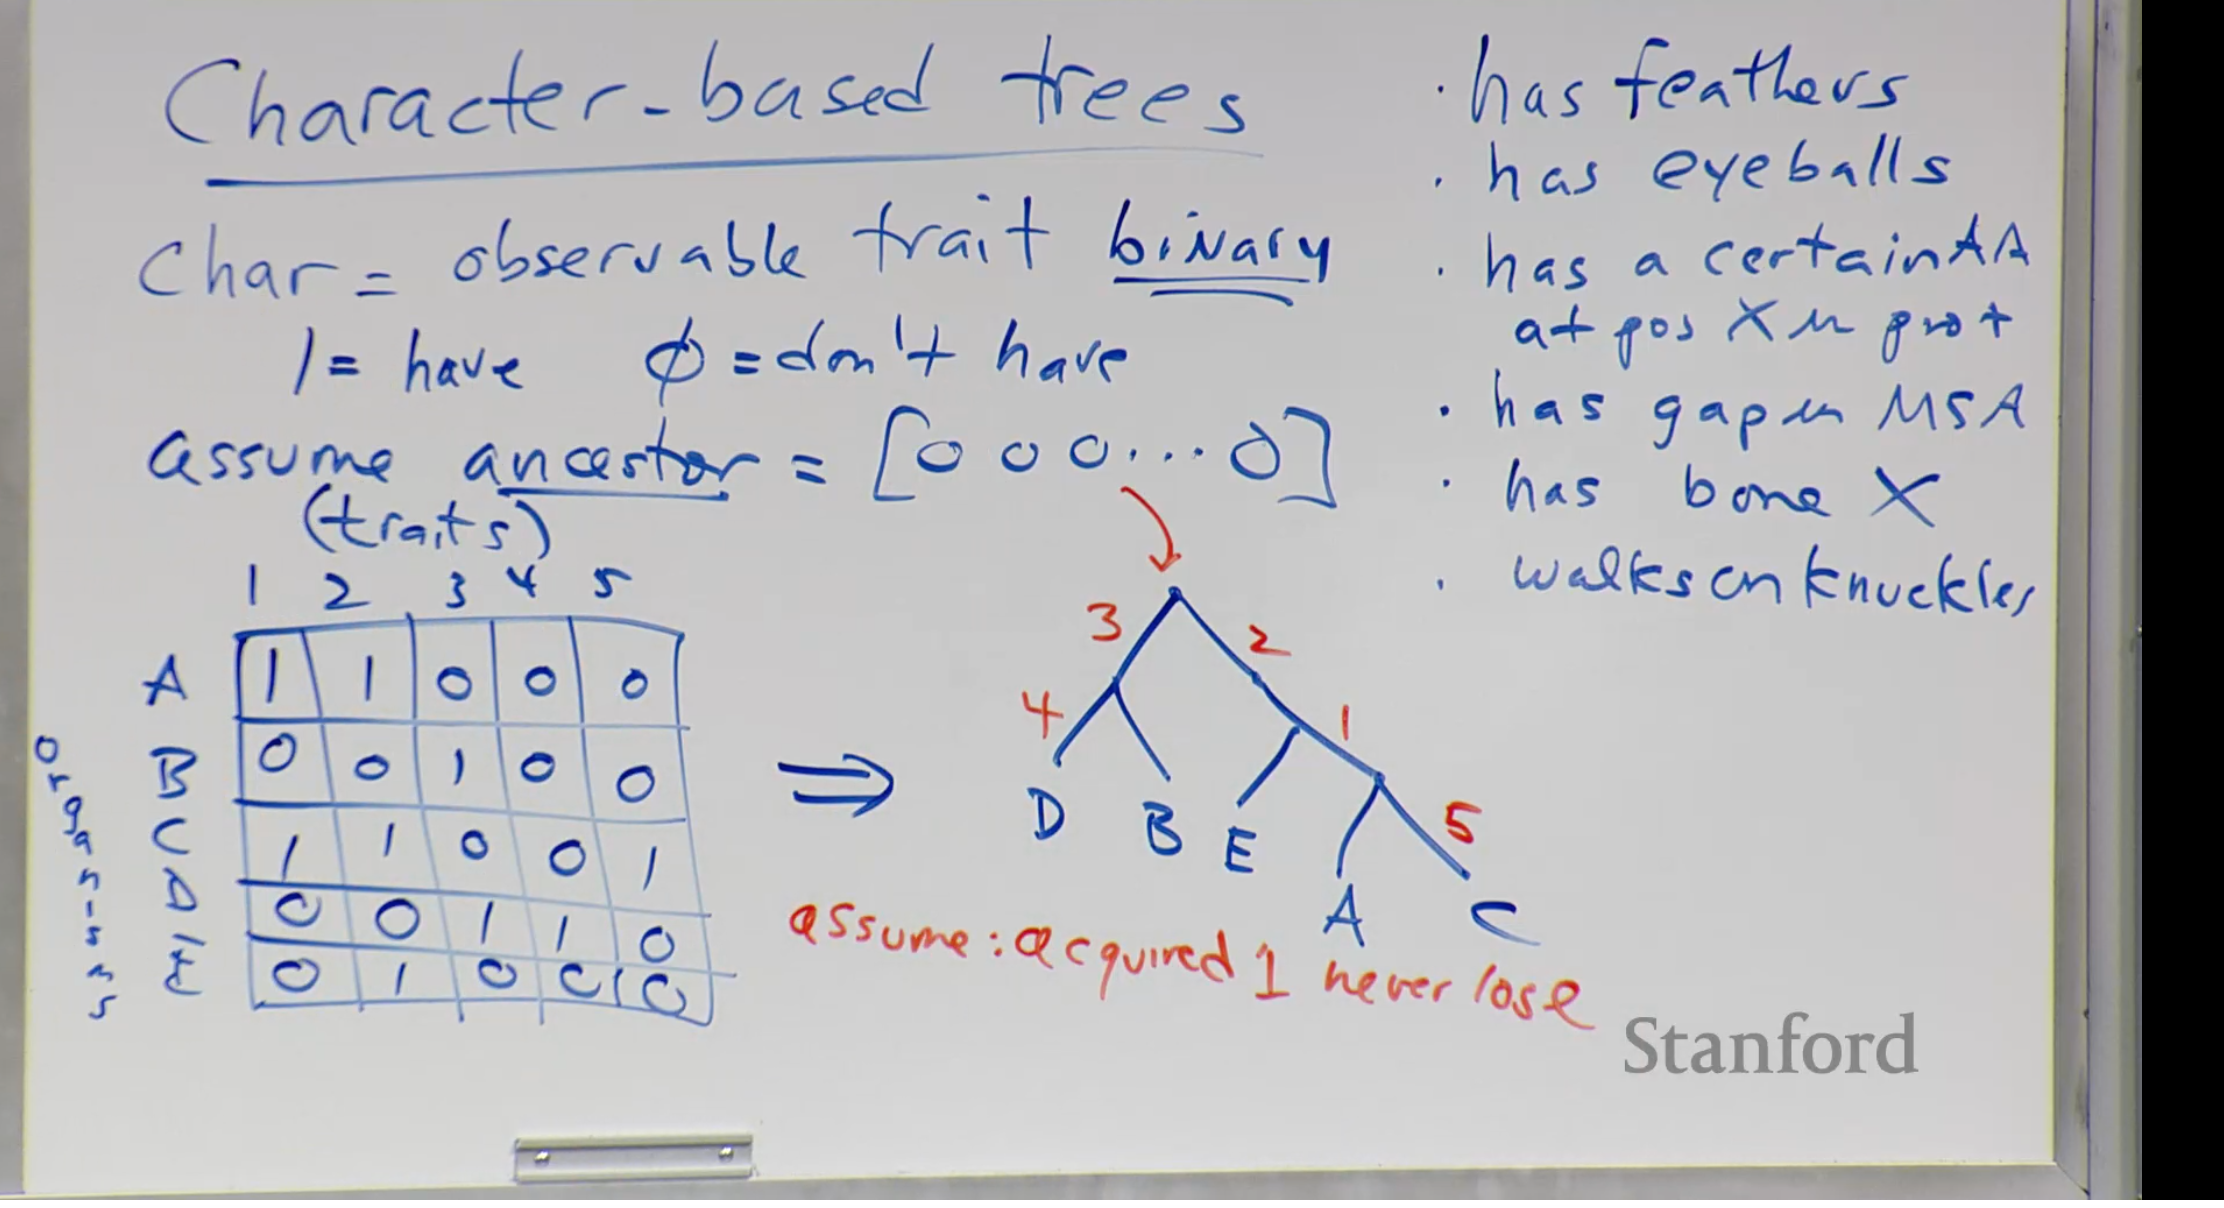 Character-based trees
Char = observable trait binary
1 = have ∅ = don't have
assume ancestor = [0 0 0 ... 0]
(traits)
1 2 3 4 5
A 1 1 0 0 0
B 0 0 1 0 0
C 1 1 0 0 1
D 0 0 1 1 0
E 0 1 0 0 0
organisms
⇒
3 2
4 1
5
D B E
A C
assume: acquired 1 never lose
· has feathers
· has eyeballs
· has a certain AA
at pos X in prot
· has gap in MSA
· has bone X
· walks on knuckles
Stanford